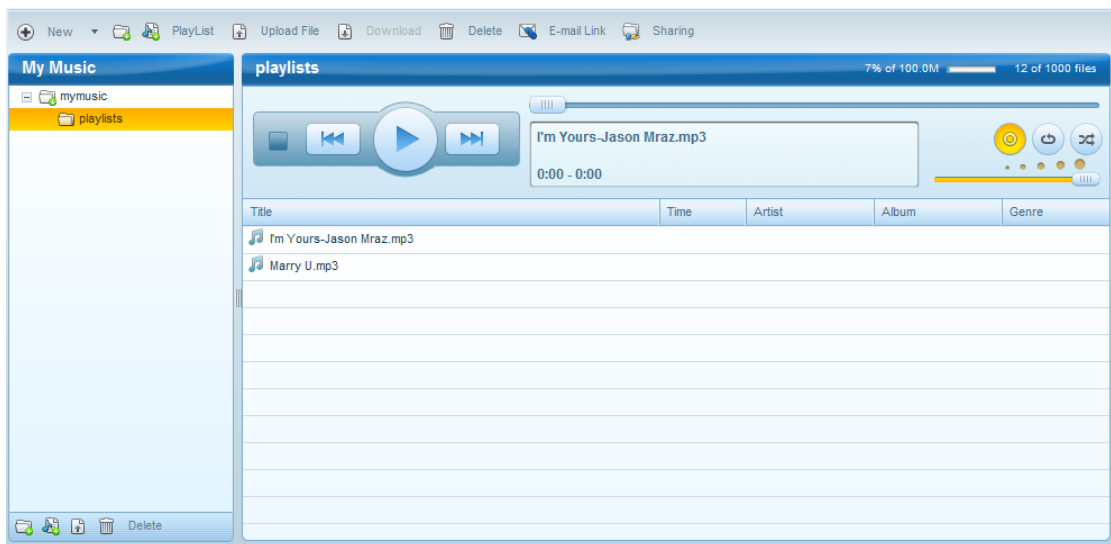 New PlayList Upload File Download Delete E-mail Link Sharing
My Music
playlists 7% of 100.0M 12 of 1000 files
mymusic
playlists
I'm Yours-Jason Mraz.mp3
0:00 - 0:00
Title Time Artist Album Genre
I'm Yours-Jason Mraz.mp3
Marry U.mp3
Delete